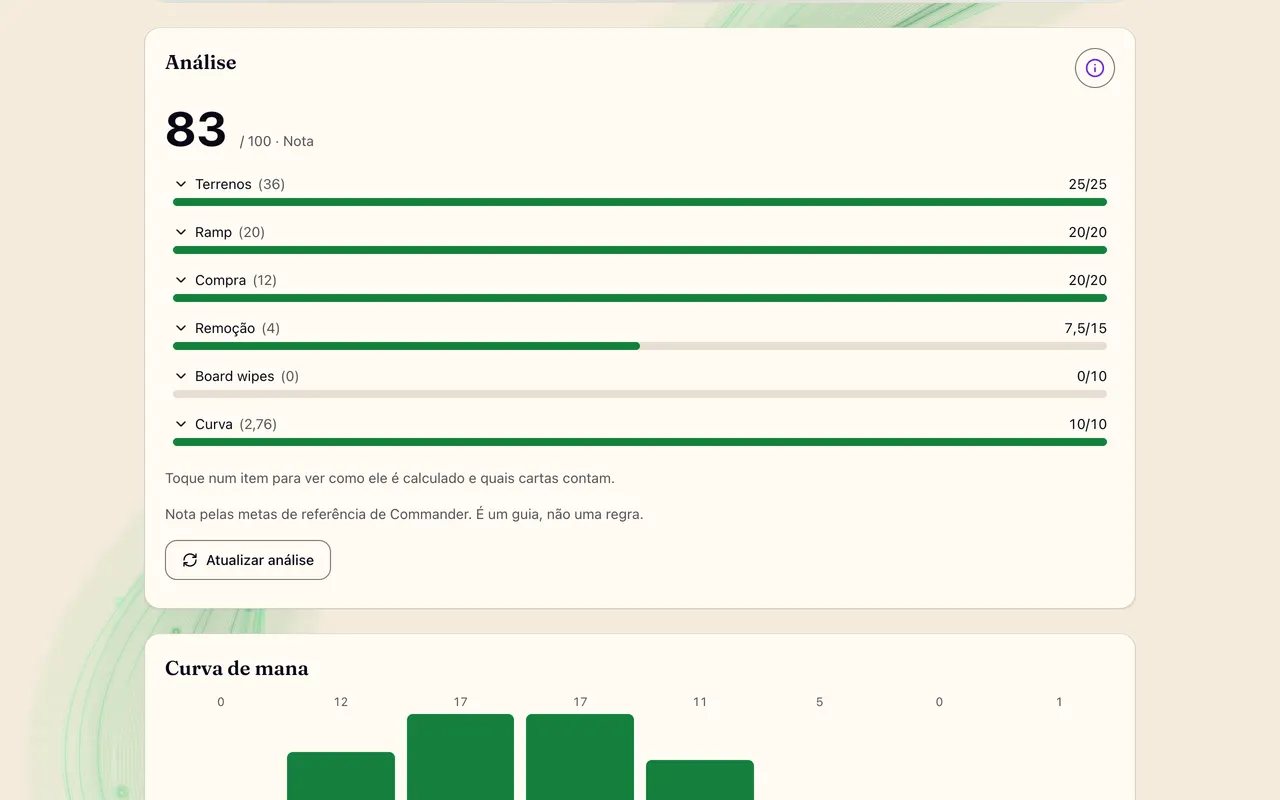 Análise
83 / 100 · Nota
Terrenos (36) 25/25
Ramp (20) 20/20
Compra (12) 20/20
Remoção (4) 7,5/15
Board wipes (0) 0/10
Curva (2,76) 10/10
Toque num item para ver como ele é calculado e quais cartas contam.
Nota pelas metas de referência de Commander. É um guia, não uma regra.
Atualizar análise
Curva de mana
0 12 17 17 11 5 0 1